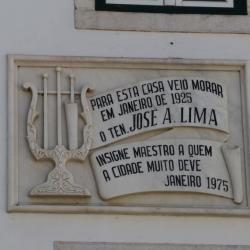 PARA ESTA CASA VEIO MORAR
EM JANEIRO DE 1925
O TEN. JOSE A. LIMA
INSIGNE MAESTRO A QUEM
A CIDADE MUITO DEVE
JANEIRO 1975